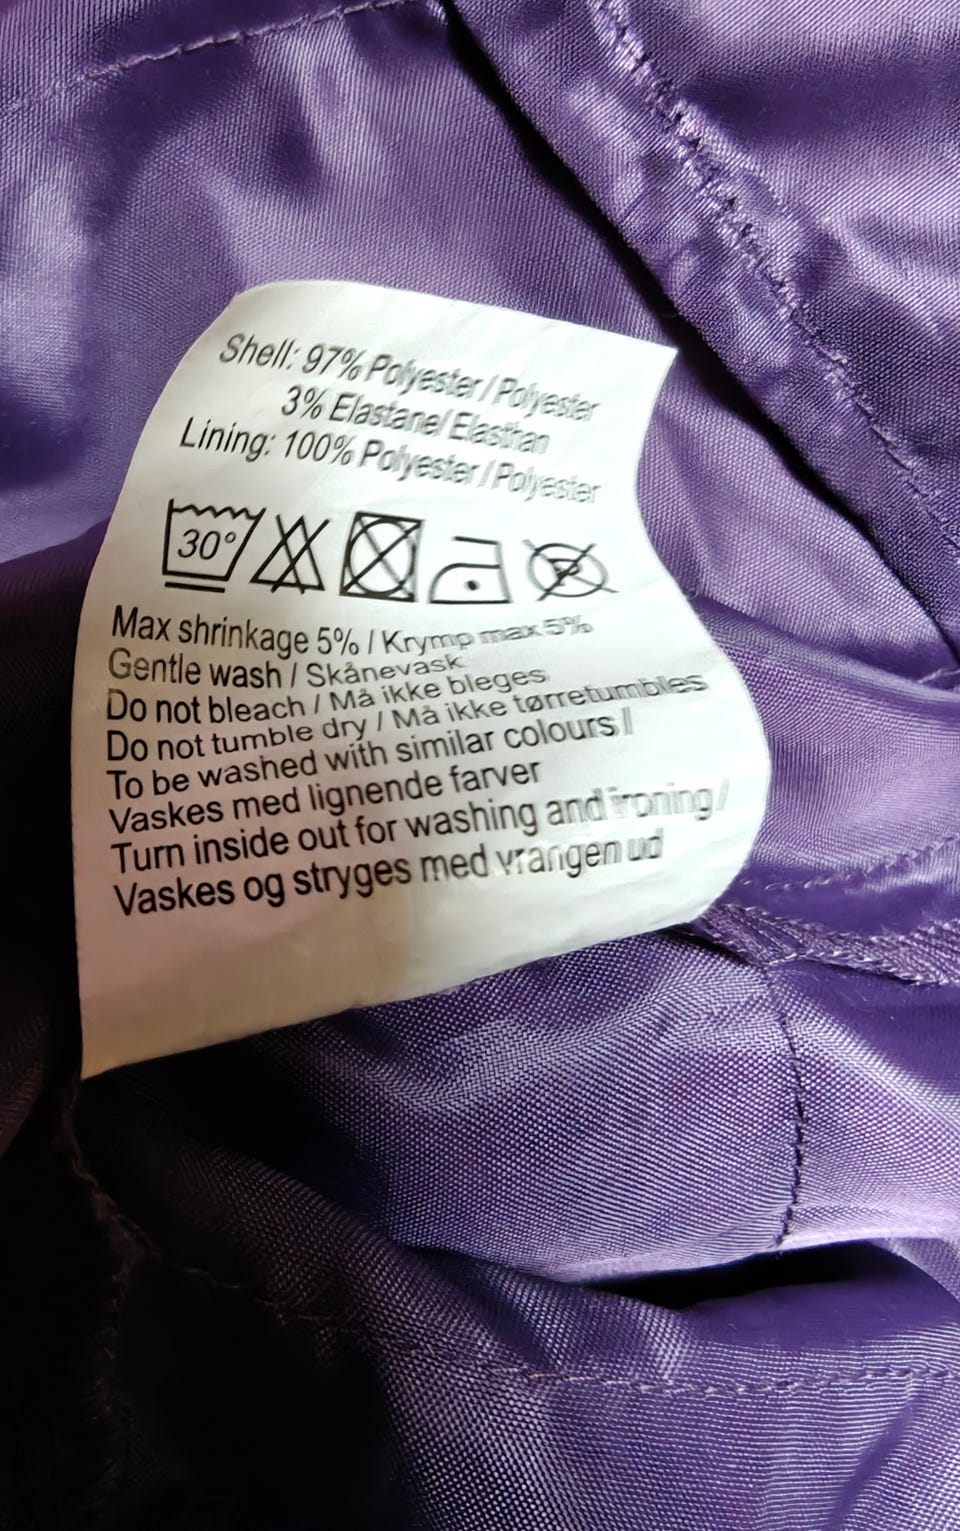 Shell: 97% Polyester / Polyester
3% Elastane/ Elasthan
Lining: 100% Polyester / Polyester
30°
P
Max shrinkage 5% / Krymp max 5%
Gentle wash / Skånevask
Do not bleach / Må ikke bleges
Do not tumble dry / Må ikke tørretumbles
To be washed with similar colours /
Vaskes med lignende farver
Turn inside out for washing and ironing /
Vaskes og stryges med vrangen ud